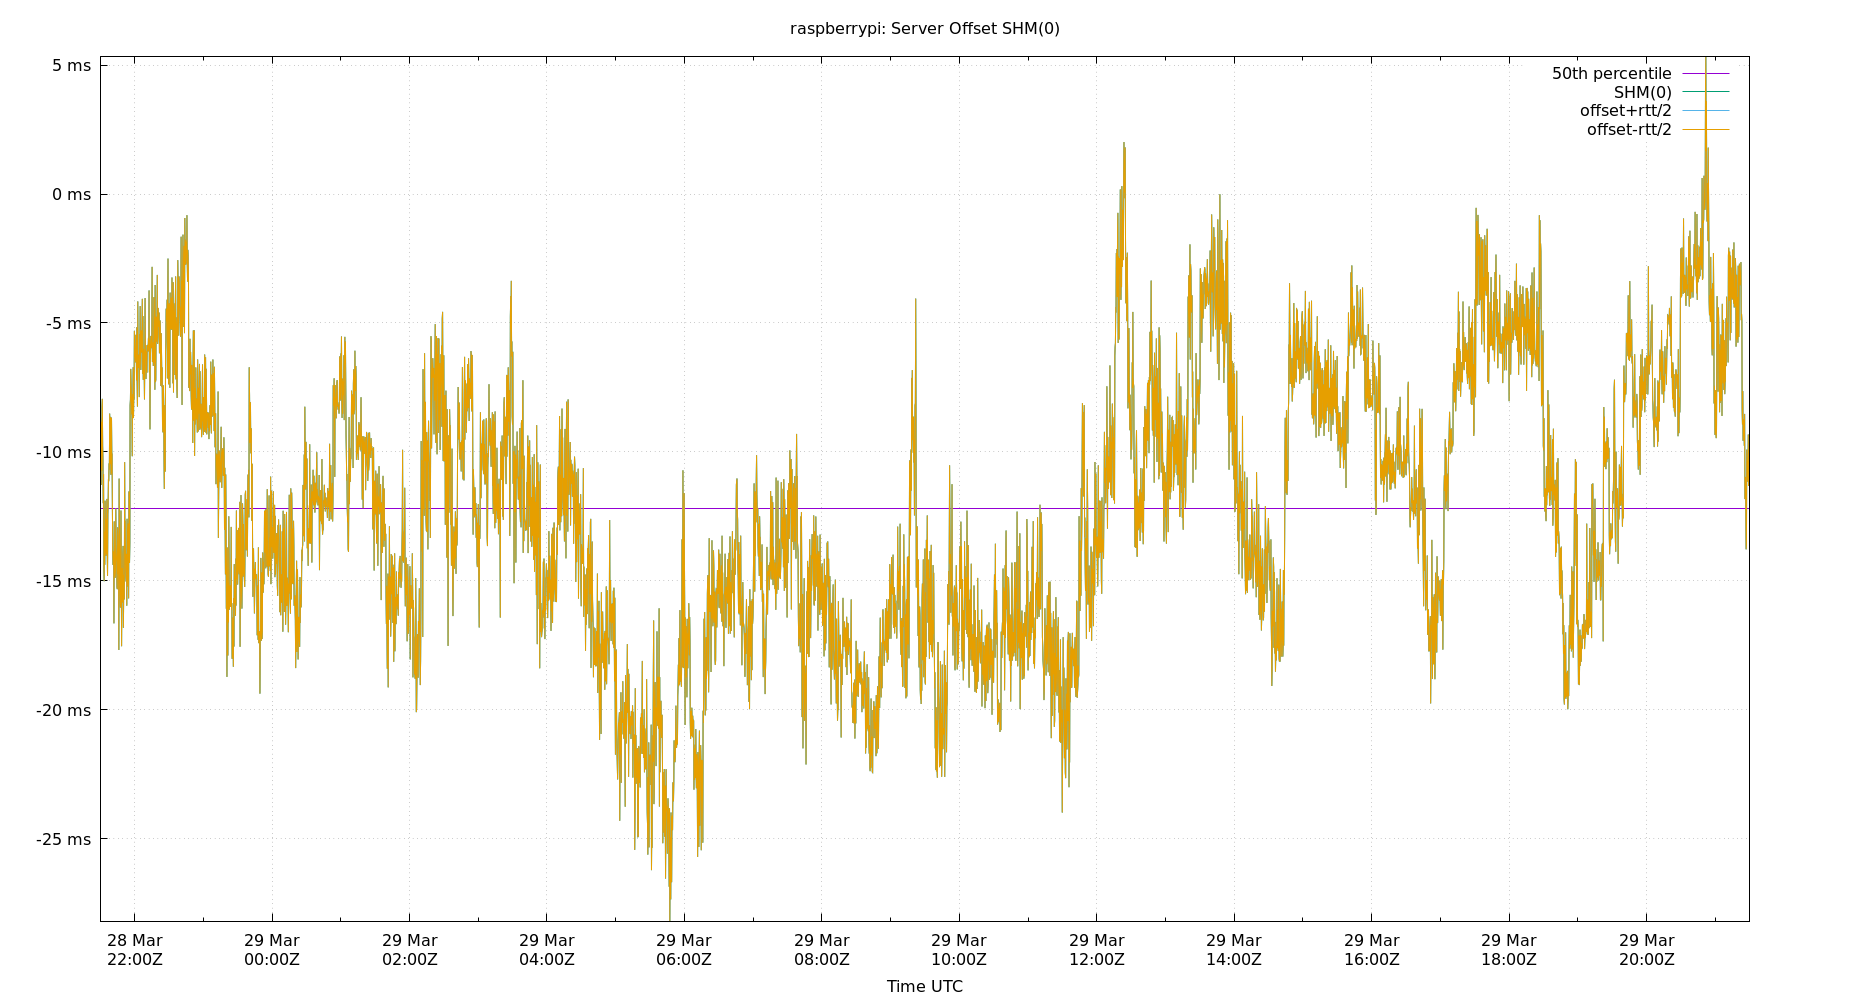 raspberrypi: Server Offset SHM(0)
5 ms
0 ms
-5 ms
-10 ms
-15 ms
-20 ms
-25 ms
50th percentile
SHM(0)
offset+rtt/2
offset-rtt/2
28 Mar 29 Mar 29 Mar 29 Mar 29 Mar 29 Mar 29 Mar 29 Mar 29 Mar 29 Mar 29 Mar 29 Mar
22:00Z 00:00Z 02:00Z 04:00Z 06:00Z 08:00Z 10:00Z 12:00Z 14:00Z 16:00Z 18:00Z 20:00Z
Time UTC